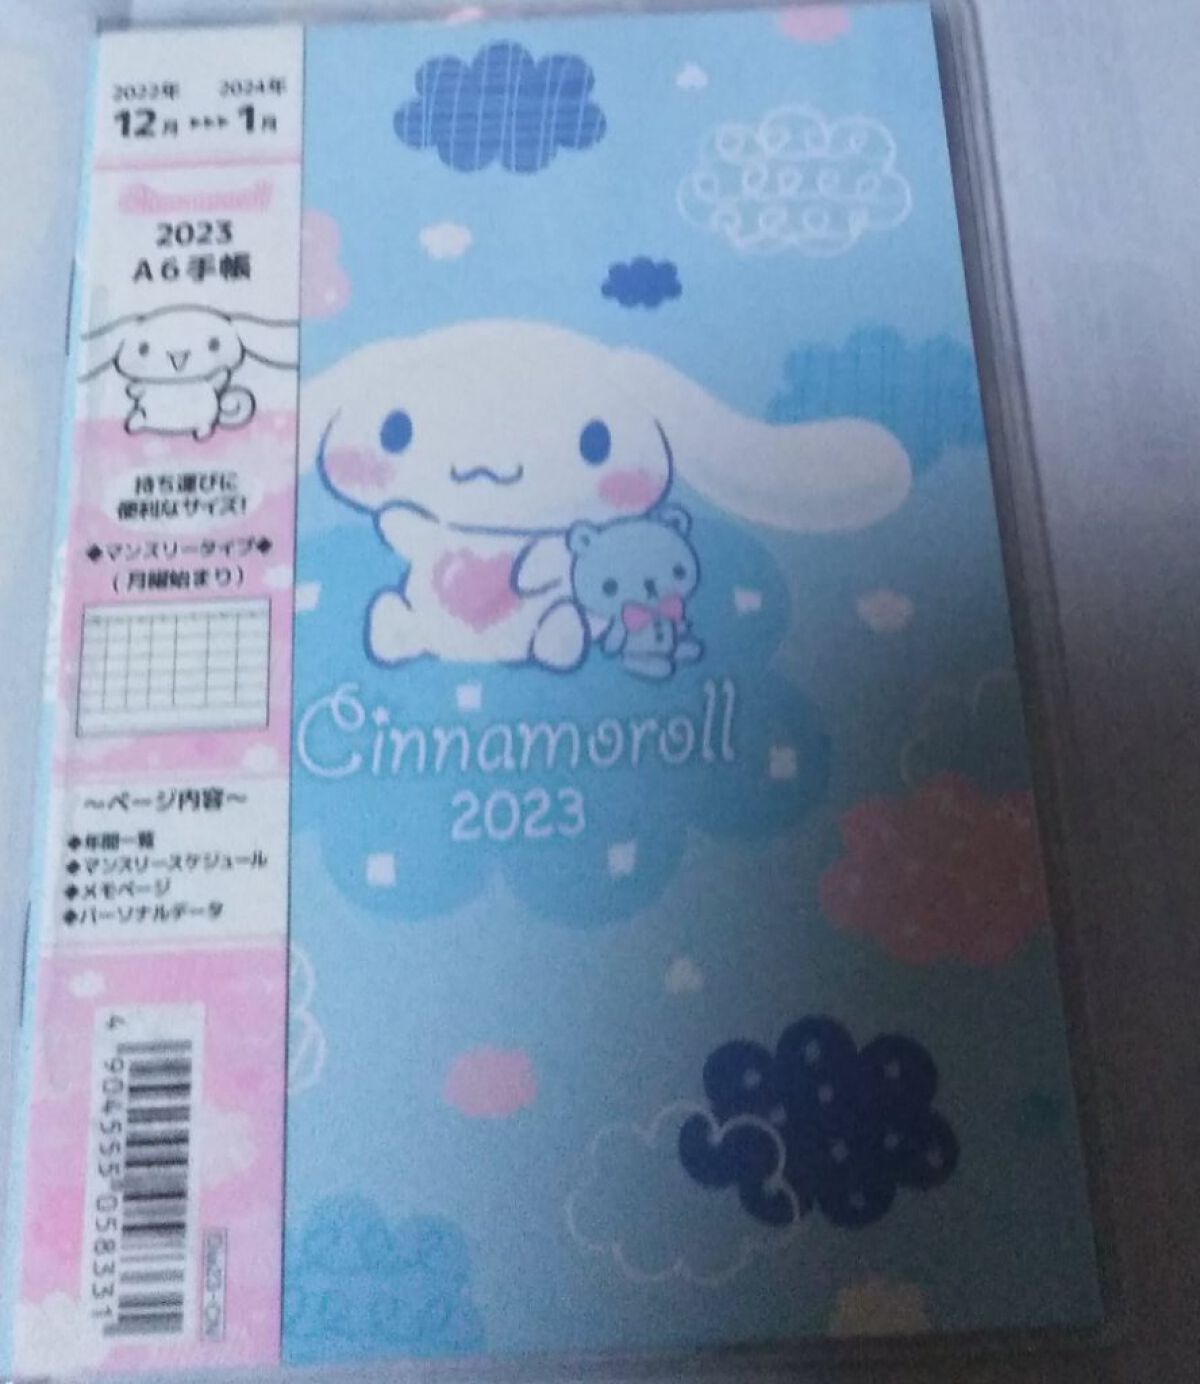 2022年 2024年
12月 ▸▸▸ 1月
Cinnamoroll
2023
A6手帳
持ち運びに
便利なサイズ!
◆マンスリータイプ◆
(月曜始まり)
～ページ内容～
◆年間一覧
◆マンスリースケジュール
◆メモページ
◆パーソナルデータ
4 904555 058331
Cinnamoroll
2023